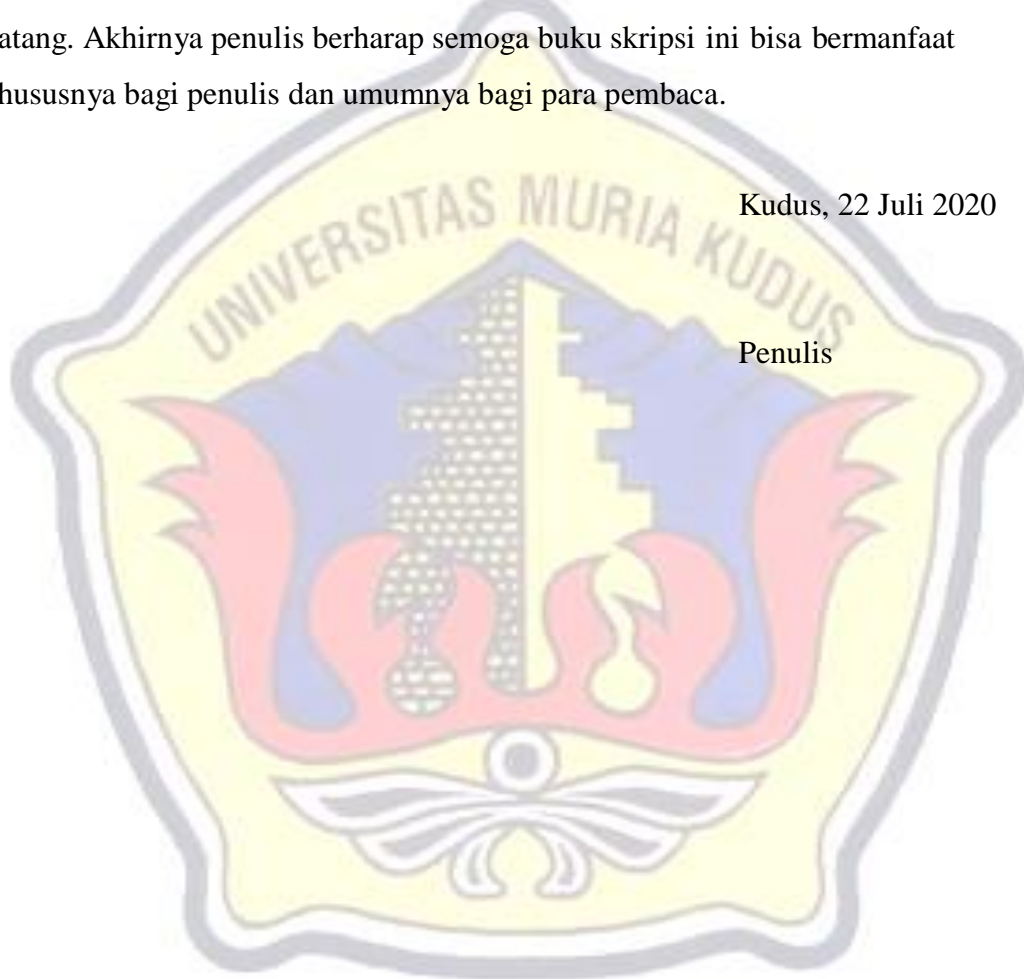 atang. Akhirnya penulis berharap semoga buku skripsi ini bisa bermanfaat
hususnya bagi penulis dan umumnya bagi para pembaca.
UNIVERSITAS MURIA KUDUS
Kudus, 22 Juli 2020
Penulis